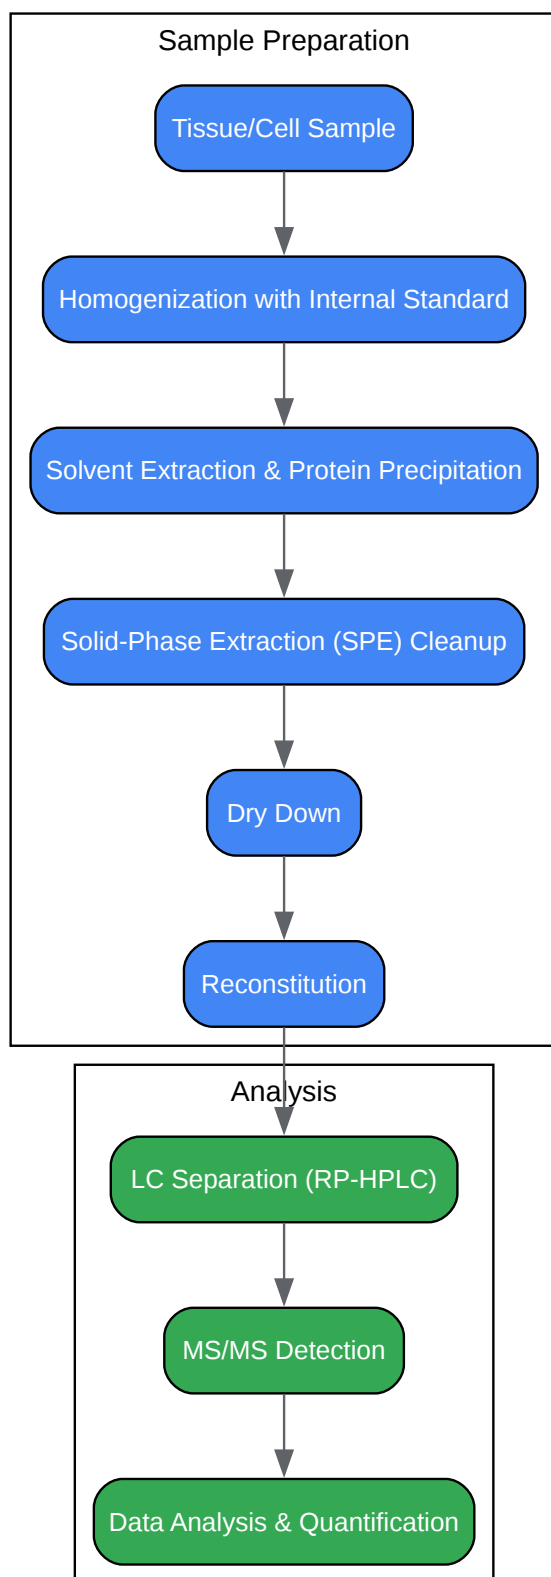 Sample Preparation
Tissue/Cell Sample
Homogenization with Internal Standard
Solvent Extraction & Protein Precipitation
Solid-Phase Extraction (SPE) Cleanup
Dry Down
Reconstitution
Analysis
LC Separation (RP-HPLC)
MS/MS Detection
Data Analysis & Quantification